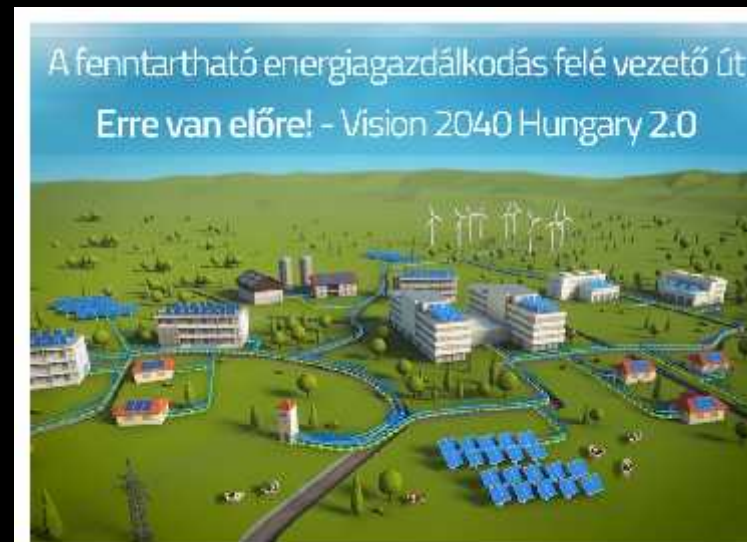 A fenntartható energiagazdálkodás felé vezető út
Erre van előre! - Vision 2040 Hungary 2.0